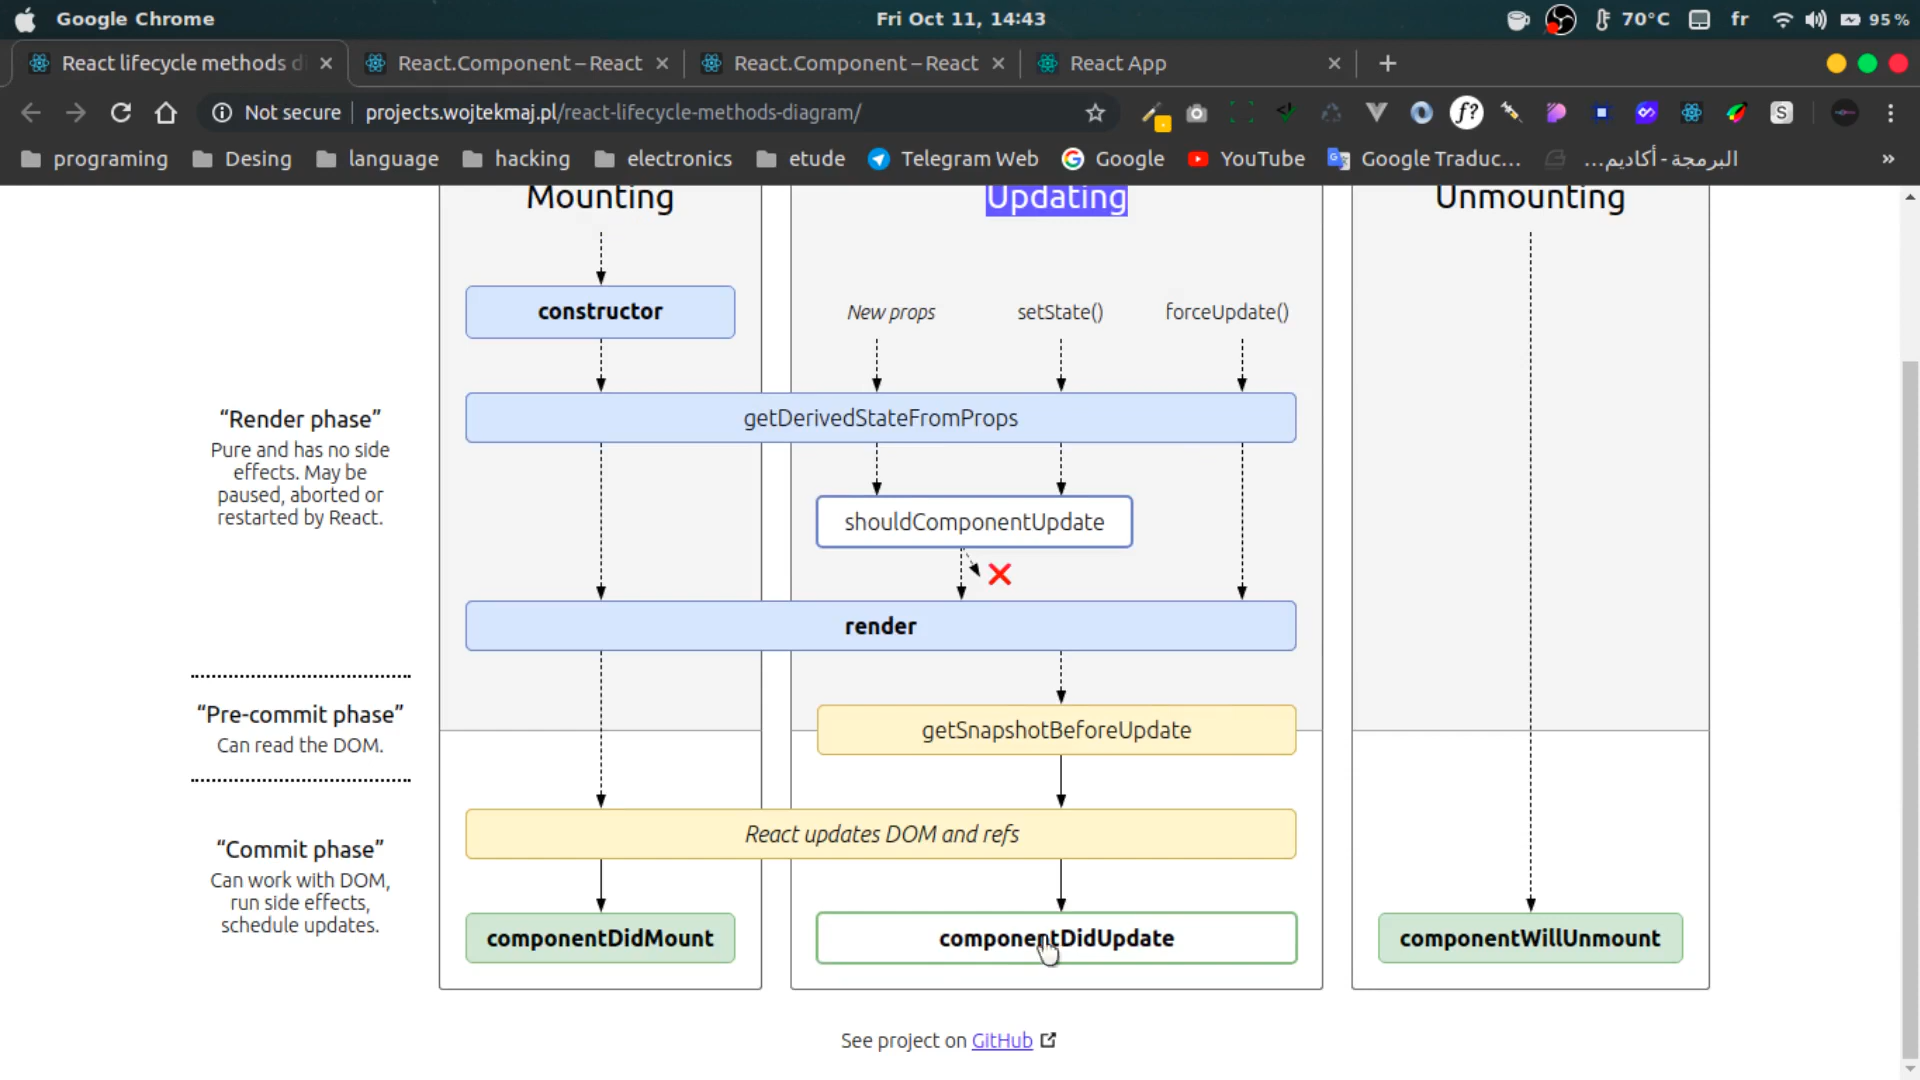 Google Chrome
Fri Oct 11, 14:43
70°C
fr
95 %
React lifecycle methods di
React.Component – React
React.Component – React
React App
Not secure
projects.wojtekmaj.pl/react-lifecycle-methods-diagram/
f?
S
programing
Desing
language
hacking
electronics
etude
Telegram Web
Google
YouTube
Google Traduc...
البرمجة - أكاديم...
»
Mounting
Updating
Unmounting
constructor
New props
setState()
forceUpdate()
getDerivedStateFromProps
“Render phase”
Pure and has no side
effects. May be
paused, aborted or
restarted by React.
shouldComponentUpdate
render
“Pre-commit phase”
Can read the DOM.
getSnapshotBeforeUpdate
React updates DOM and refs
“Commit phase”
Can work with DOM,
run side effects,
schedule updates.
componentDidMount
componentDidUpdate
componentWillUnmount
See project on GitHub